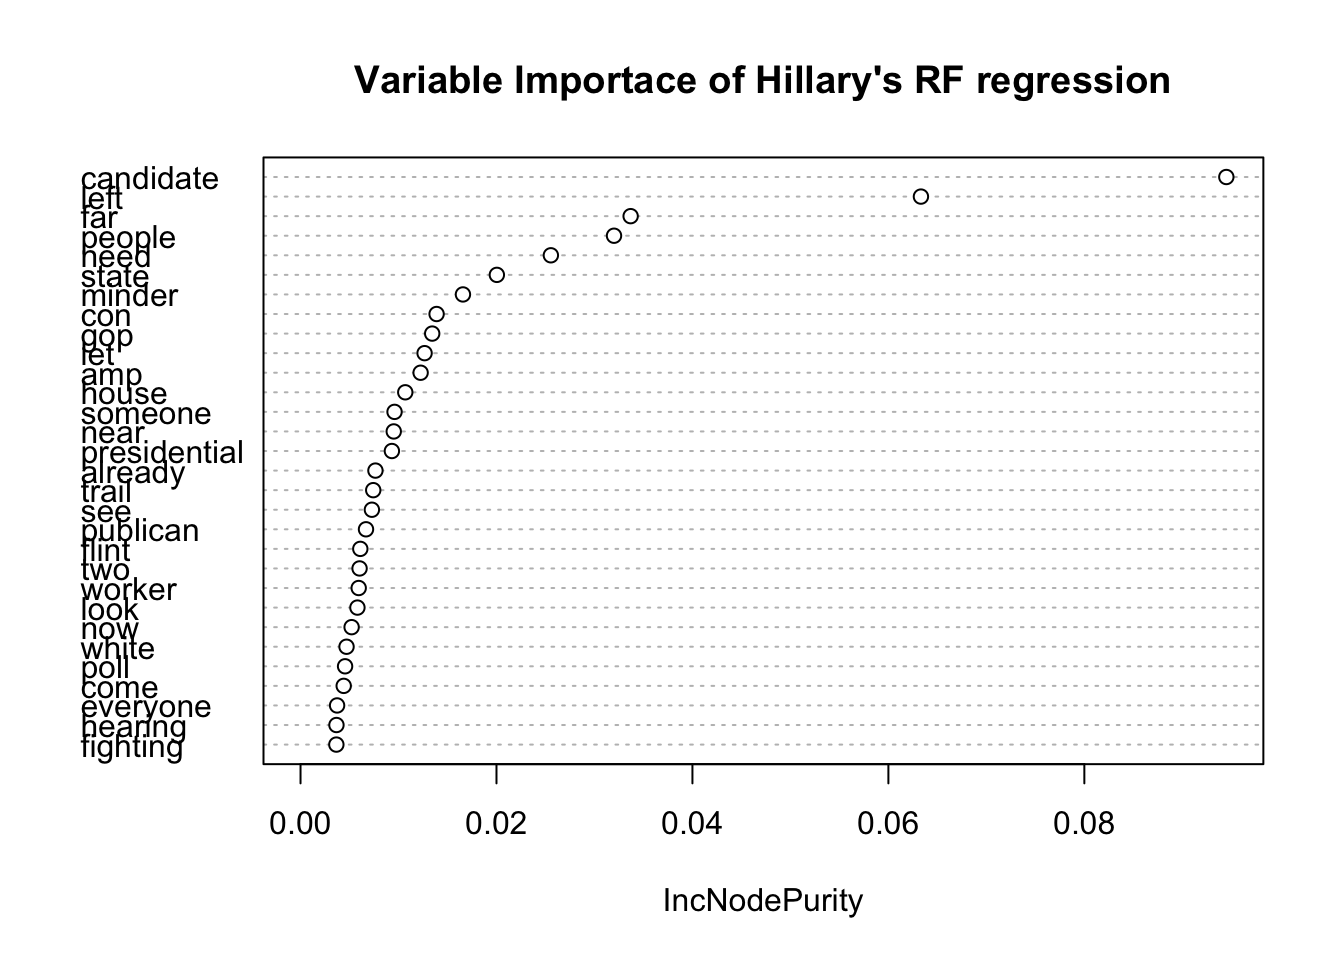 Variable Importace of Hillary's RF regression
candidate
left
far
people
need
state
minder
con
gop
let
amp
house
someone
near
presidential
already
trail
see
publican
flint
two
worker
look
now
white
poll
come
everyone
hearing
fighting
0.00 0.02 0.04 0.06 0.08
IncNodePurity